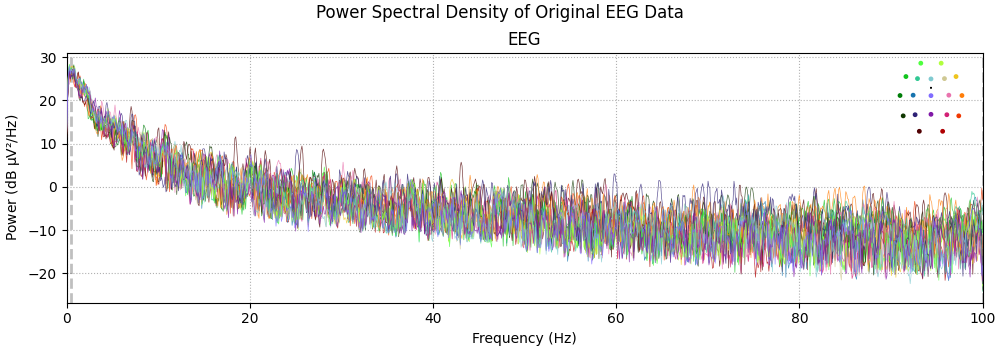 Power Spectral Density of Original EEG Data
EEG
30
20
10
0
−10
−20
Power (dB µV²/Hz)
0 20 40 60 80 100
Frequency (Hz)